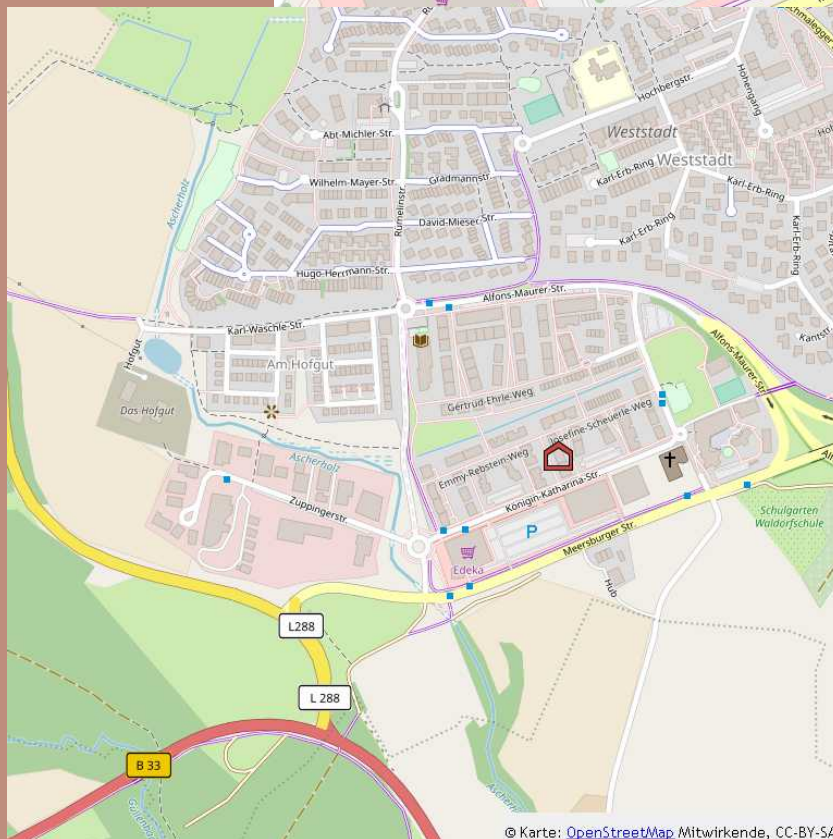 Hochbergstr.
Hohengang
Abt-Michler-Str.
Weststadt
Weststadt
Karl-Erb-Ring
Wilhelm-Mayer-Str.
Gradmannstr.
Karl-Erb-Ring
Ascherholz
Rümelinstr.
David-Mieser-Str.
Karl-Erb-Ring
Karl-Erb-Ring
Hugo-Herrmann-Str.
Alfons-Maurer-Str.
Karl-Wäschle-Str.
Hofgut
Alfons-Maurer-Str.
Am Hofgut
Gertrud-Ehrle-Weg
Das Hofgut
Josefine-Scheuerle-Weg
Emmy-Rebstein-Weg
Ascherholz
Königin-Katharina-Str.
Zuppingerstr.
P
Meersburger Str.
Schulgarten
Waldorfschule
Edeka
Hub
L288
L 288
B 33
© Karte: OpenStreetMap Mitwirkende, CC-BY-SA